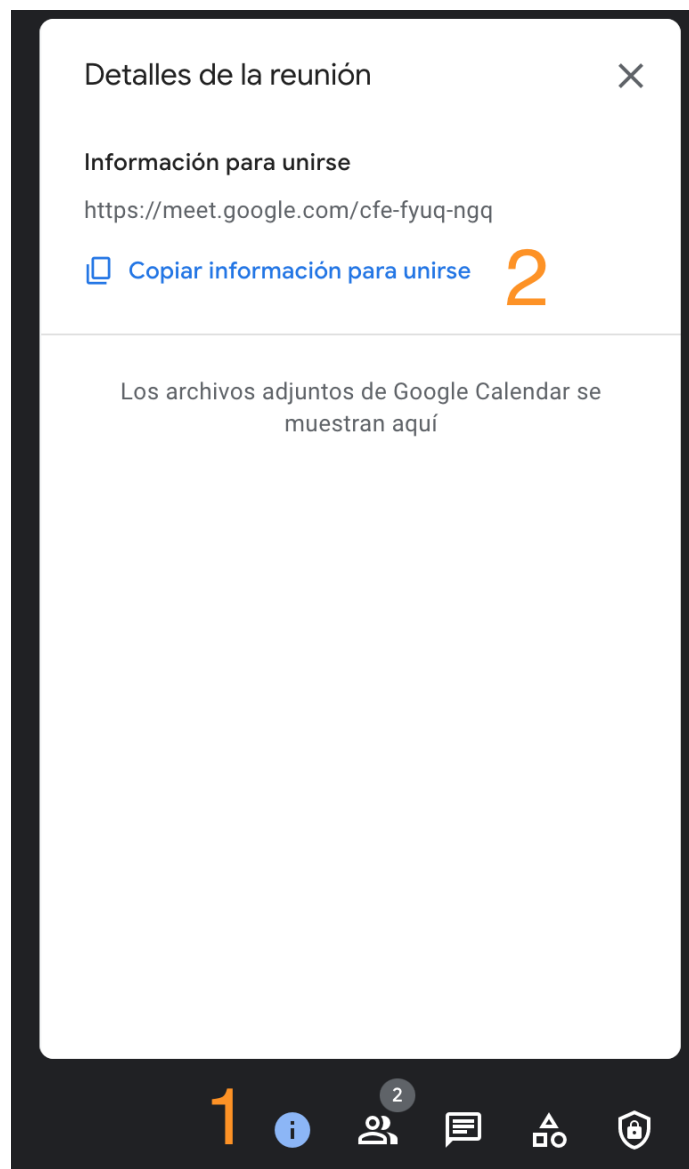 Detalles de la reunión
Información para unirse
https://meet.google.com/cfe-fyuq-ngq
Copiar información para unirse
2
Los archivos adjuntos de Google Calendar se
muestran aquí
1
2